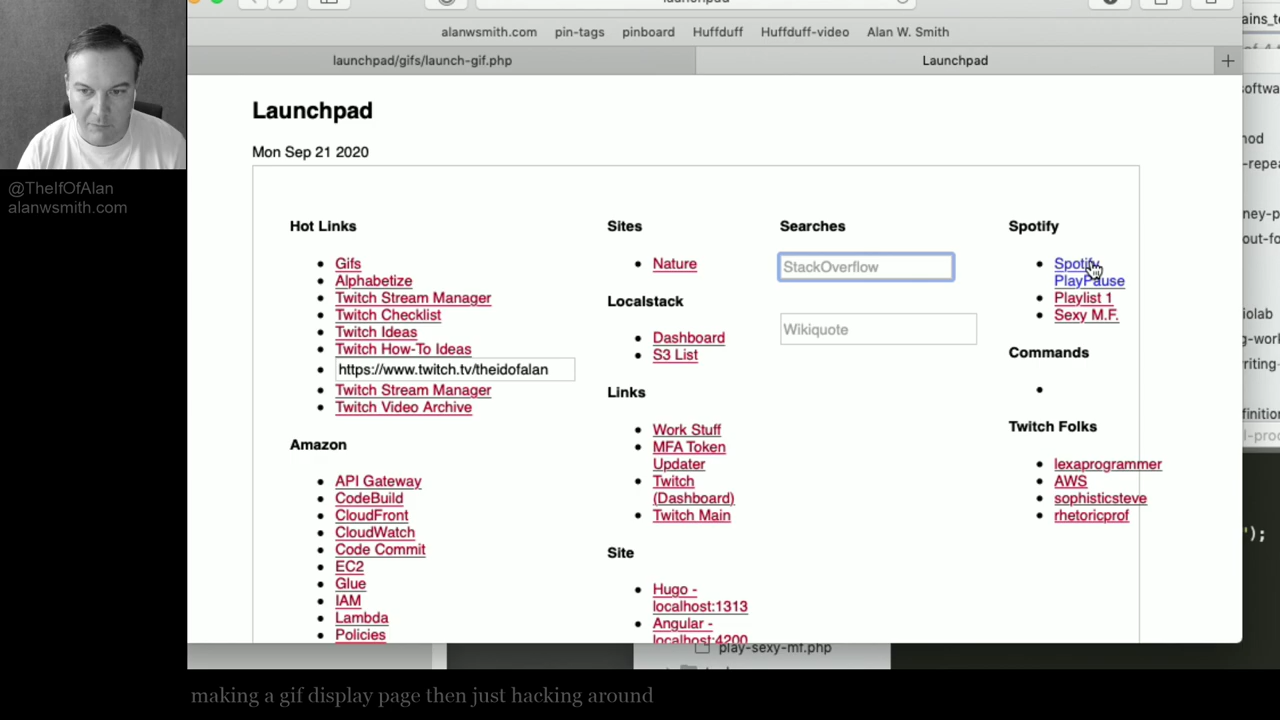 launchpad
alanwsmith.com pin-tags pinboard Huffduff Huffduff-video Alan W. Smith
launchpad/gifs/launch-gif.php
Launchpad
@TheIfOfAlan
alanwsmith.com
Launchpad
Mon Sep 21 2020
Hot Links
Gifs
Alphabetize
Twitch Stream Manager
Twitch Checklist
Twitch Ideas
Twitch How-To Ideas
https://www.twitch.tv/theidofalan
Twitch Stream Manager
Twitch Video Archive
Amazon
API Gateway
CodeBuild
CloudFront
CloudWatch
Code Commit
EC2
Glue
IAM
Lambda
Policies
Sites
Nature
Localstack
Dashboard
S3 List
Links
Work Stuff
MFA Token
Updater
Twitch
(Dashboard)
Twitch Main
Site
Hugo -
localhost:1313
Angular -
localhost:4200
Searches
StackOverflow
Wikiquote
Spotify
Spotify
PlayPause
Playlist 1
Sexy M.F.
Commands
Twitch Folks
lexaprogrammer
AWS
sophisticsteve
rhetoricprof
play-sexy-mf.php
");
making a gif display page then just hacking around